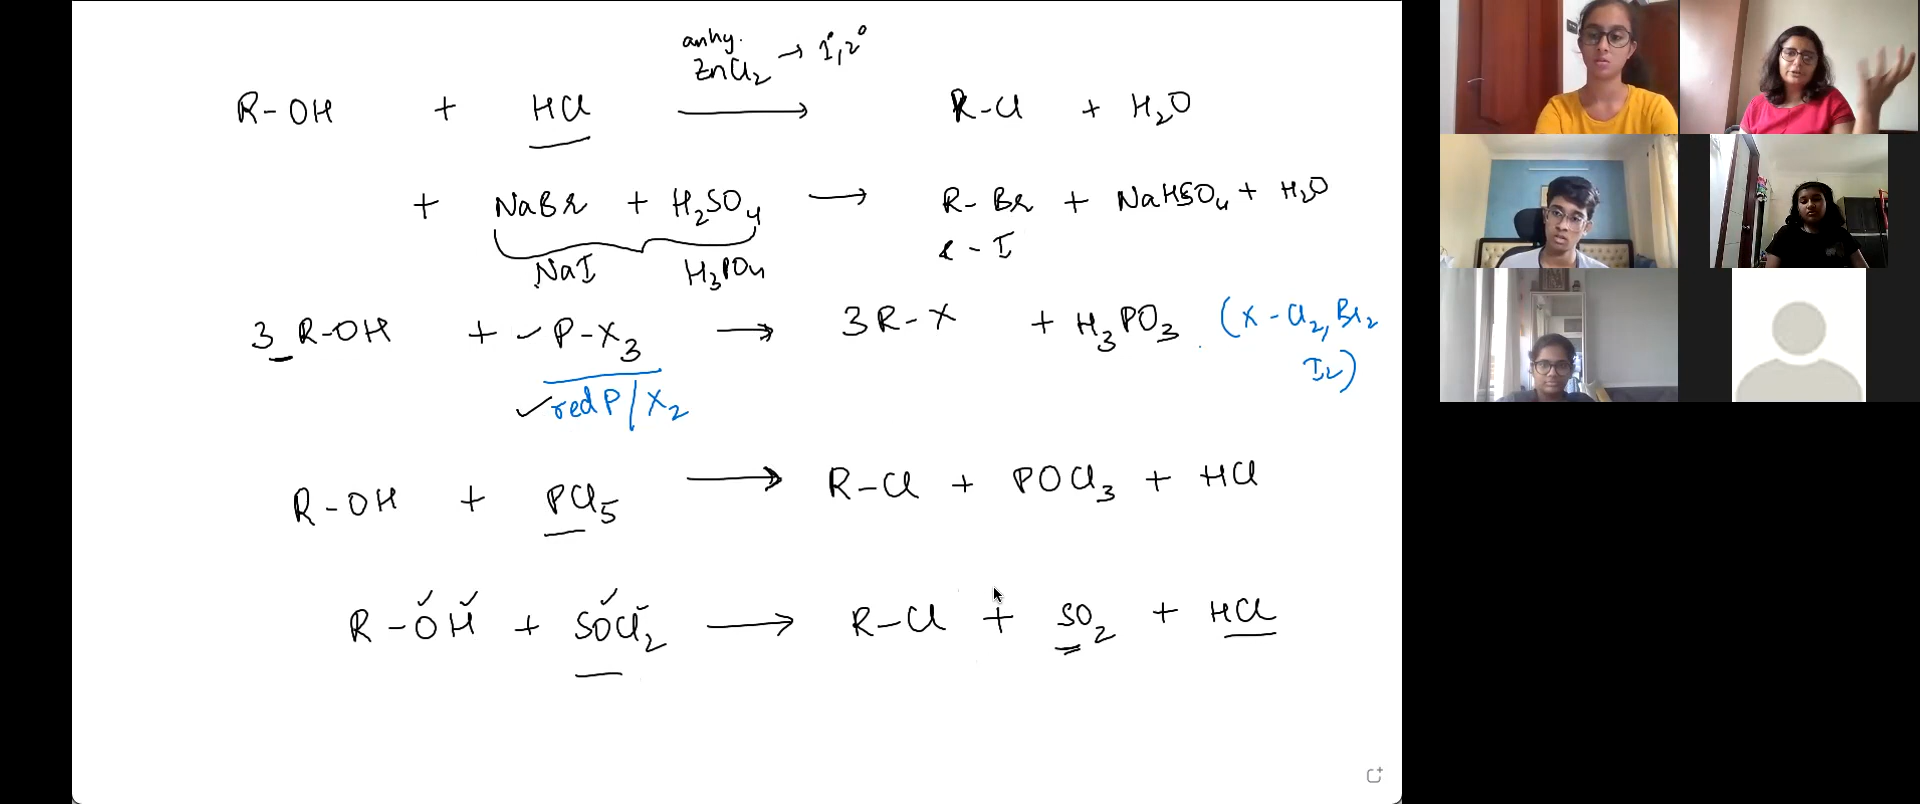 anhy.
ZnCl₂ → 1°, 2°
R-OH + HCl ⟶ R-Cl + H₂O
+ NaBr + H₂SO₄ ⟶ R-Br + NaHSO₄ + H₂O
NaI H₃PO₄ R-I
3 R-OH + ✓ P-X₃ ⟶ 3R-X + H₃PO₃ (X - Cl₂, Br₂
I₂)
✓ red P/X₂
R-OH + PCl₅ ⟶ R-Cl + POCl₃ + HCl
R-OH + SOCl₂ ⟶ R-Cl + SO₂ + HCl